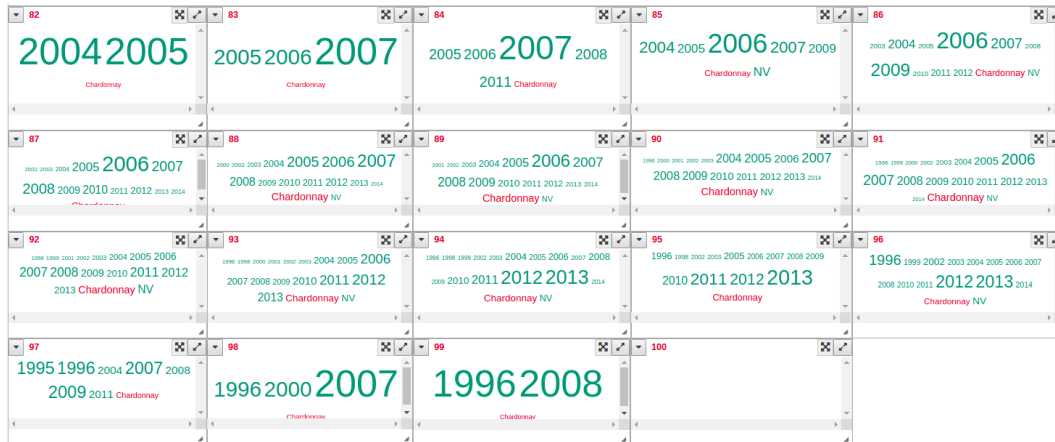 82
2004 2005
Chardonnay
83
2005 2006 2007
Chardonnay
84
2005 2006 2007 2008
2011 Chardonnay
85
2004 2005 2006 2007 2009
Chardonnay NV
86
2003 2004 2005 2006 2007 2008
2009 2010 2011 2012 Chardonnay NV
87
2002 2003 2004 2005 2006 2007
2008 2009 2010 2011 2012 2013 2014
Chardonnay
88
2000 2002 2003 2004 2005 2006 2007
2008 2009 2010 2011 2012 2013 2014
Chardonnay NV
89
2001 2002 2003 2004 2005 2006 2007
2008 2009 2010 2011 2012 2013 2014
Chardonnay NV
90
1996 2000 2001 2002 2003 2004 2005 2006 2007
2008 2009 2010 2011 2012 2013 2014
Chardonnay NV
91
1998 1999 2000 2002 2003 2004 2005 2006
2007 2008 2009 2010 2011 2012 2013
2014 Chardonnay NV
92
1998 1999 2001 2002 2003 2004 2005 2006
2007 2008 2009 2010 2011 2012
2013 Chardonnay NV
93
1996 1998 2000 2001 2002 2003 2004 2005 2006
2007 2008 2009 2010 2011 2012
2013 Chardonnay NV
94
1996 1998 1999 2002 2003 2004 2005 2006 2007 2008
2009 2010 2011 2012 2013 2014
Chardonnay NV
95
1996 1998 2002 2003 2005 2006 2007 2008 2009
2010 2011 2012 2013
Chardonnay
96
1996 1999 2002 2003 2004 2005 2006 2007
2008 2010 2011 2012 2013 2014
Chardonnay NV
97
1995 1996 2004 2007 2008
2009 2011 Chardonnay
98
1996 2000 2007
Chardonnay
99
1996 2008
Chardonnay
100